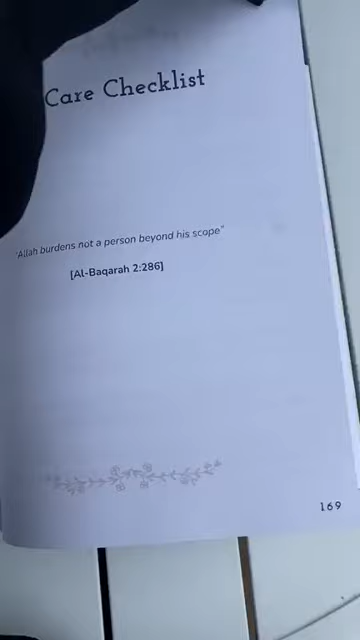 Care Checklist
"Allah burdens not a person beyond his scope"
[Al-Baqarah 2:286]
169